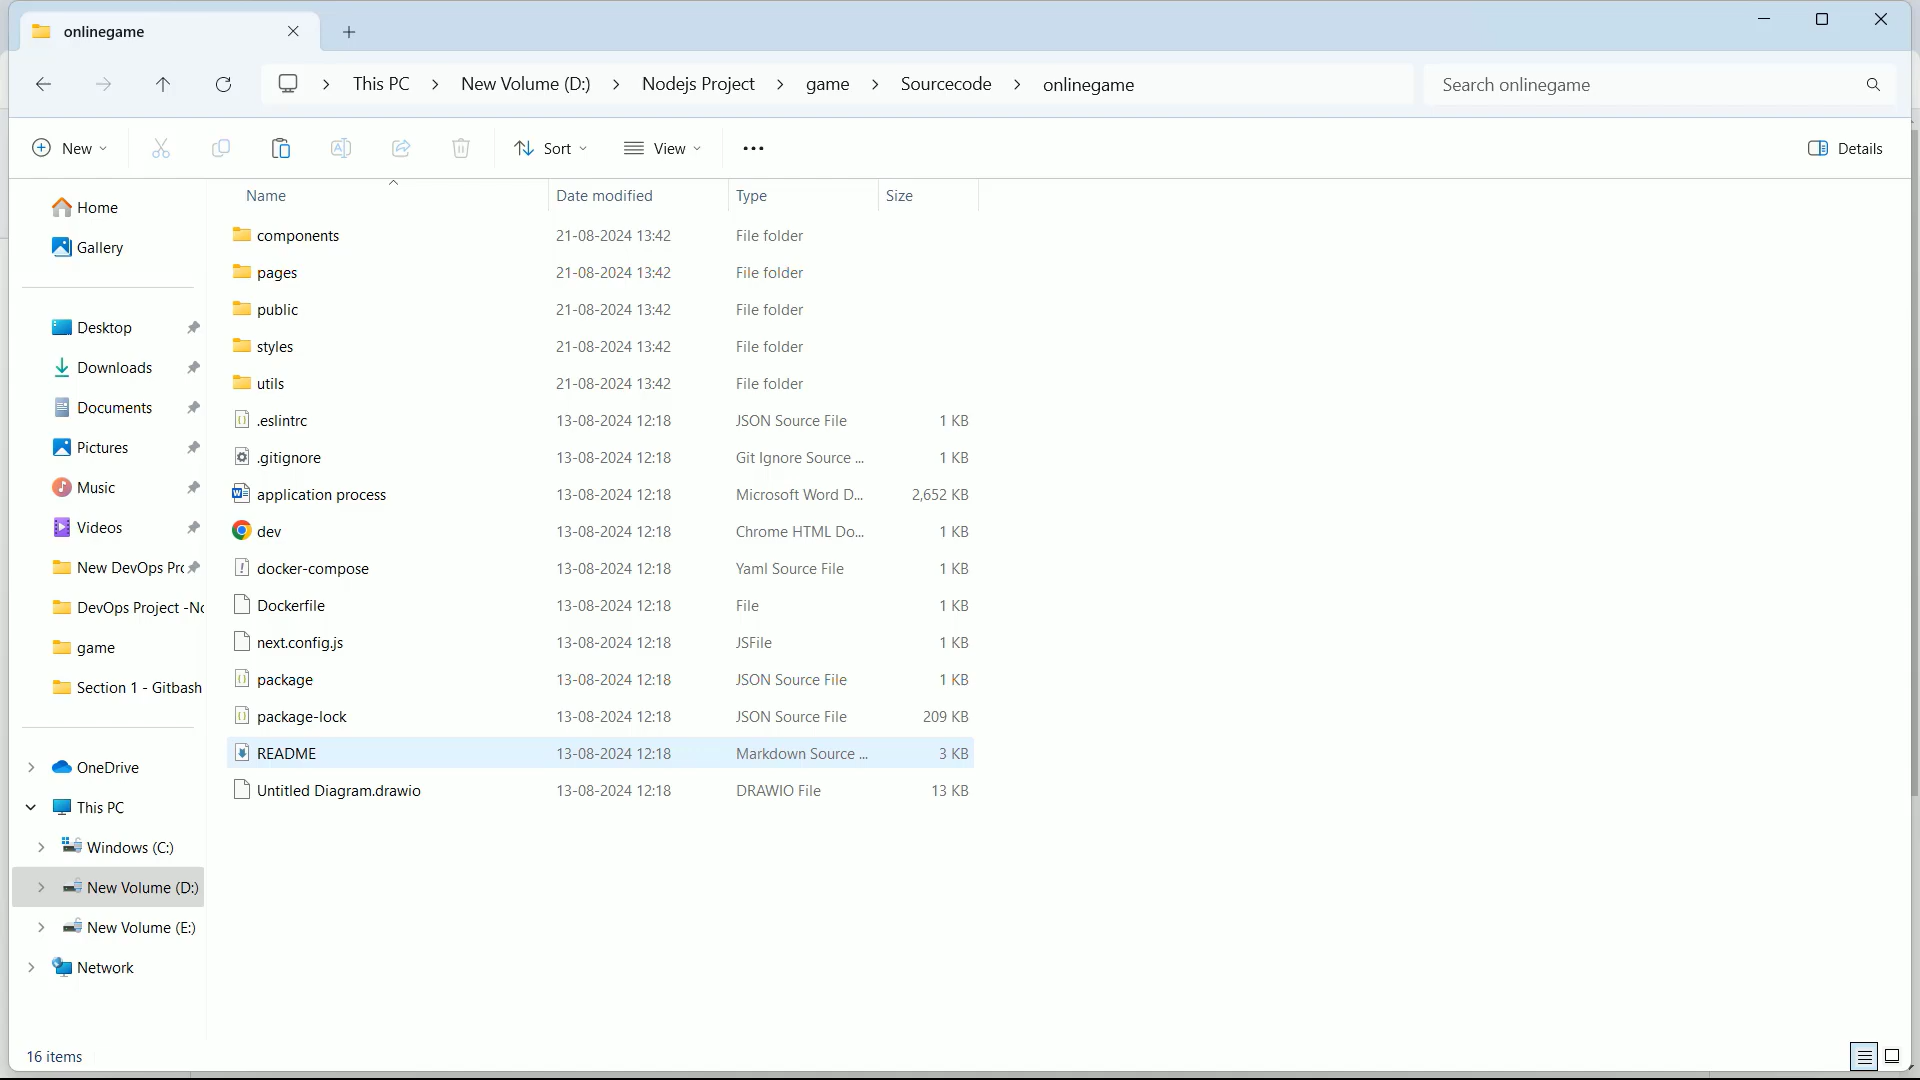 onlinegame
This PC > New Volume (D:) > Nodejs Project > game > Sourcecode > onlinegame
Search onlinegame
New
Sort
View
Details
Name Date modified Type Size
Home
Gallery
Desktop
Downloads
Documents
Pictures
Music
Videos
New DevOps Prc
DevOps Project -Nc
game
Section 1 - Gitbash
OneDrive
This PC
Windows (C:)
New Volume (D:)
New Volume (E:)
Network
components 21-08-2024 13:42 File folder
pages 21-08-2024 13:42 File folder
public 21-08-2024 13:42 File folder
styles 21-08-2024 13:42 File folder
utils 21-08-2024 13:42 File folder
.eslintrc 13-08-2024 12:18 JSON Source File 1 KB
.gitignore 13-08-2024 12:18 Git Ignore Source ... 1 KB
application process 13-08-2024 12:18 Microsoft Word D... 2,652 KB
dev 13-08-2024 12:18 Chrome HTML Do... 1 KB
docker-compose 13-08-2024 12:18 Yaml Source File 1 KB
Dockerfile 13-08-2024 12:18 File 1 KB
next.config.js 13-08-2024 12:18 JSFile 1 KB
package 13-08-2024 12:18 JSON Source File 1 KB
package-lock 13-08-2024 12:18 JSON Source File 209 KB
README 13-08-2024 12:18 Markdown Source ... 3 KB
Untitled Diagram.drawio 13-08-2024 12:18 DRAWIO File 13 KB
16 items